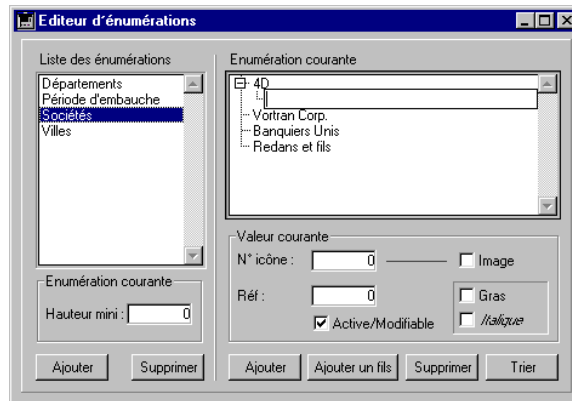 Editeur d'énumérations
Liste des énumérations
Départements
Période d'embauche
Sociétés
Villes
Enumération courante
Hauteur mini : 0
Ajouter Supprimer
Enumération courante
4D
Vortran Corp.
Banquiers Unis
Redans et fils
Valeur courante
N° icône : 0 Image
Réf : 0 Gras
Active/Modifiable Italique
Ajouter Ajouter un fils Supprimer Trier